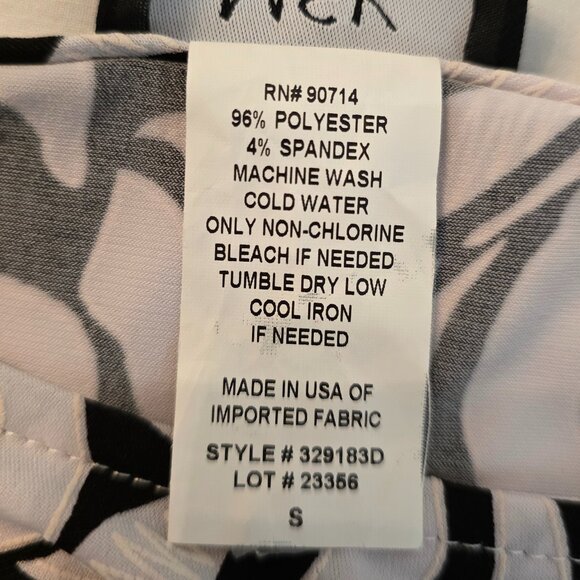 RN# 90714
96% POLYESTER
4% SPANDEX
MACHINE WASH
COLD WATER
ONLY NON-CHLORINE
BLEACH IF NEEDED
TUMBLE DRY LOW
COOL IRON
IF NEEDED
MADE IN USA OF
IMPORTED FABRIC
STYLE # 329183D
LOT # 23356
S